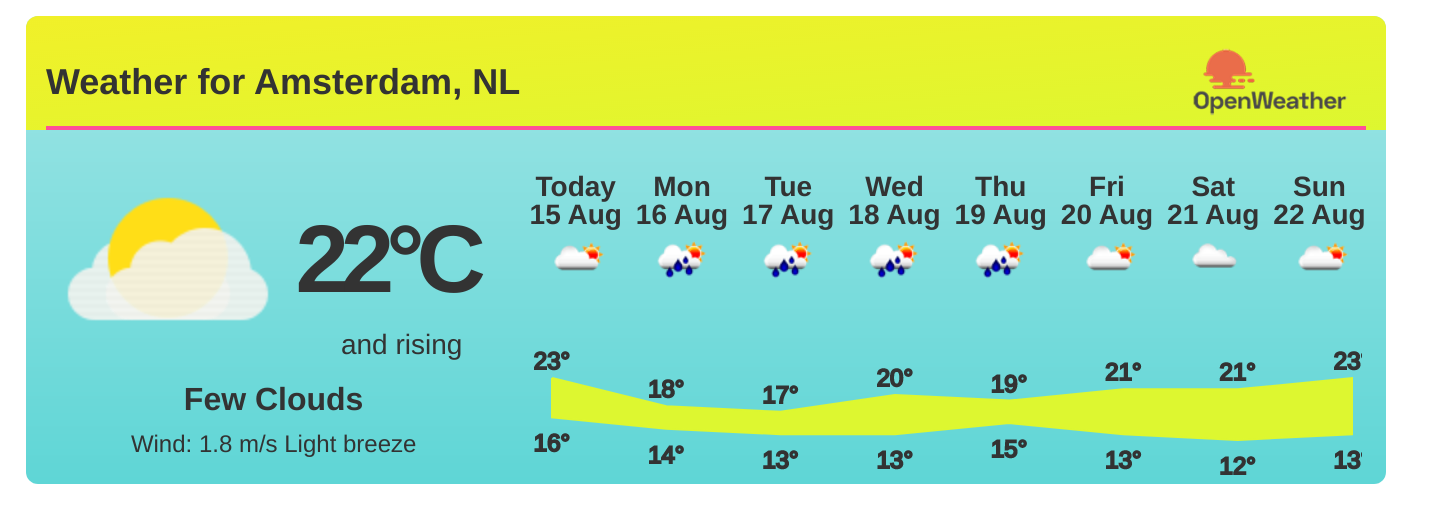 Weather for Amsterdam, NL
OpenWeather
22°C
and rising
Few Clouds
Wind: 1.8 m/s Light breeze
Today Mon Tue Wed Thu Fri Sat Sun
15 Aug 16 Aug 17 Aug 18 Aug 19 Aug 20 Aug 21 Aug 22 Aug
23° 18° 17° 20° 19° 21° 21° 23°
16° 14° 13° 13° 15° 13° 12° 13°